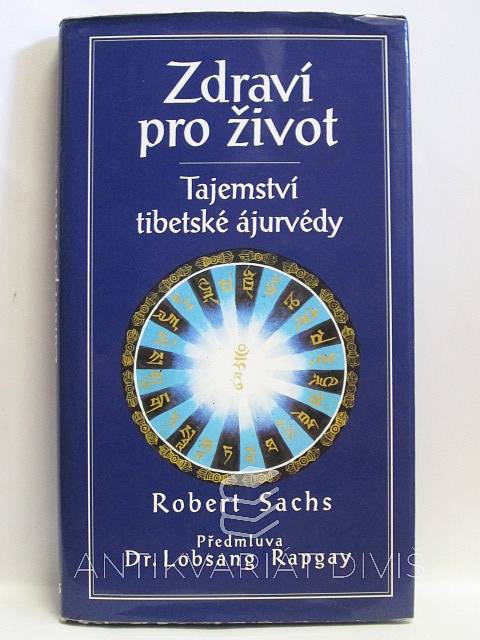 Zdraví
pro život
Tajemství
tibetské ájurvédy
Robert Sachs
Předmluva
Dr. Lobsang Rapgay
ANTIKVARIÁT DIVIŠ